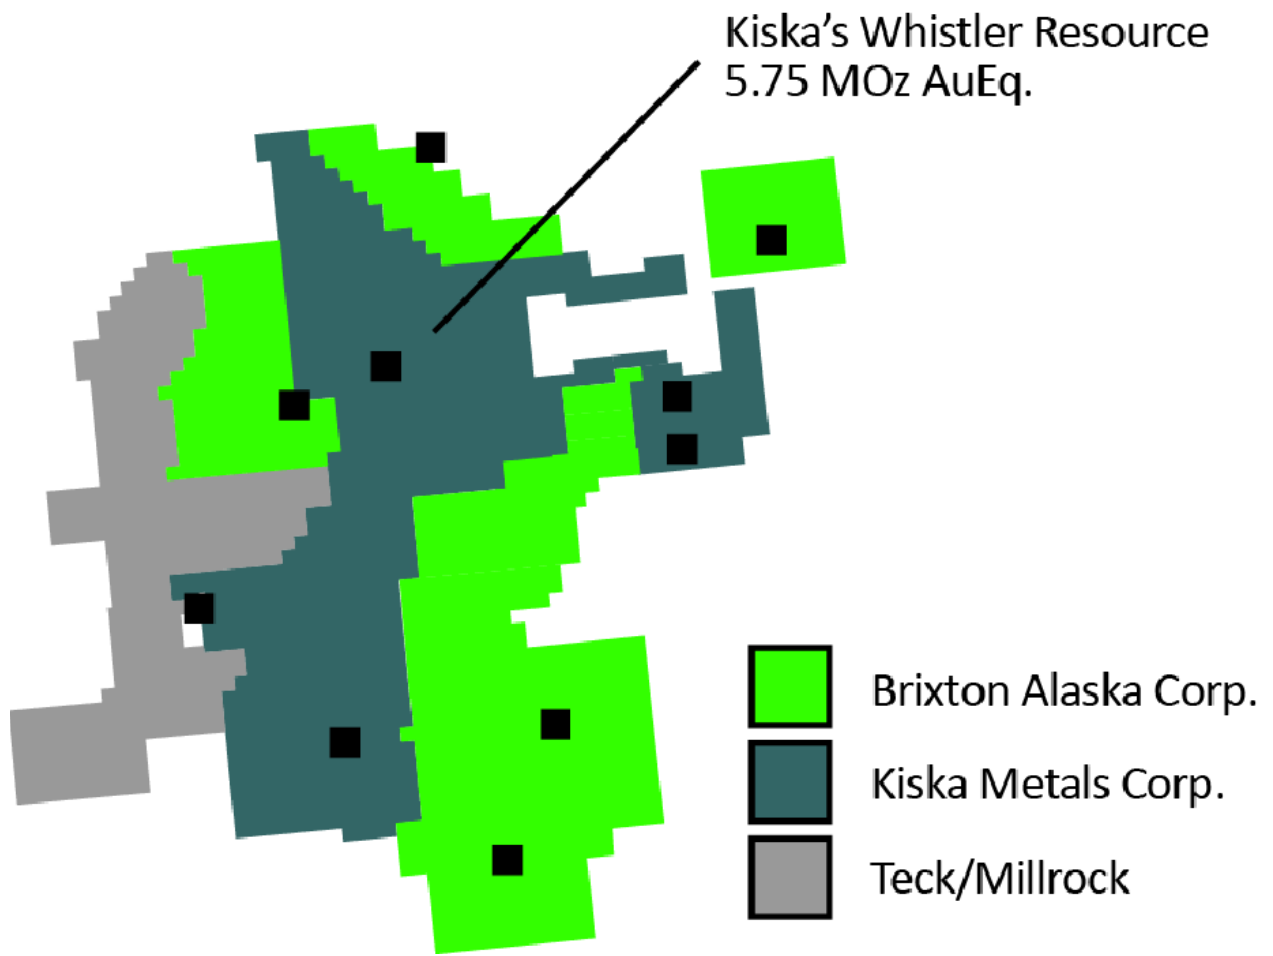 Kiska's Whistler Resource
5.75 MOz AuEq.
Brixton Alaska Corp.
Kiska Metals Corp.
Teck/Millrock